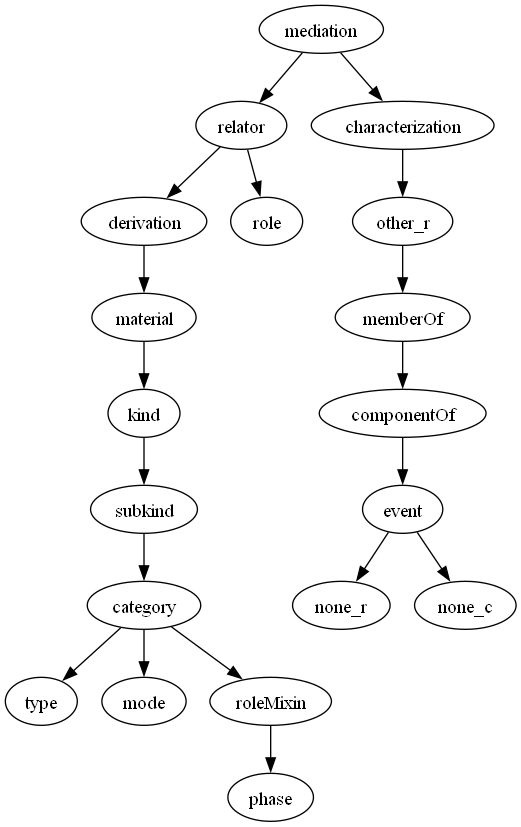 mediation
relator
characterization
derivation
role
other_r
material
memberOf
kind
componentOf
subkind
event
category
none_r
none_c
type
mode
roleMixin
phase